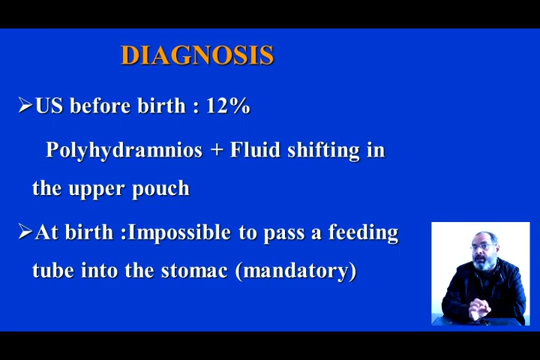 DIAGNOSIS
➢US before birth : 12%
Polyhydramnios + Fluid shifting in
the upper pouch
➢At birth :Impossible to pass a feeding
tube into the stomac (mandatory)